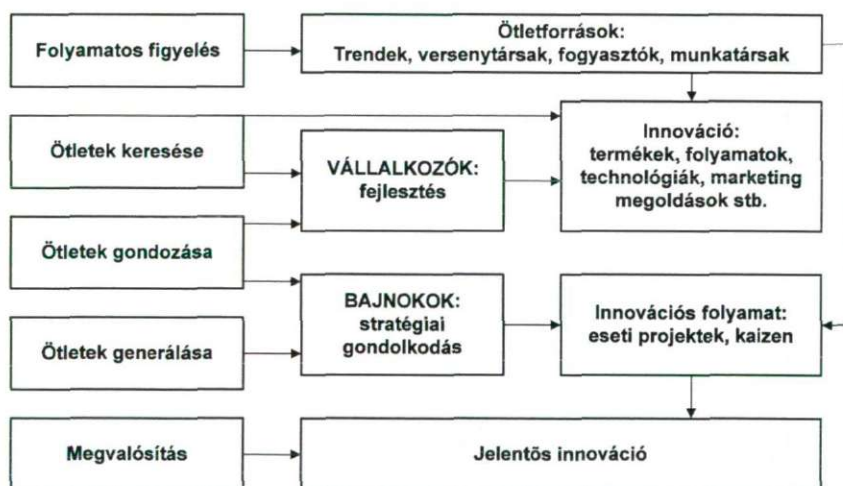 Folyamatos figyelés
Ötletforrások:
Trendek, versenytársak, fogyasztók, munkatársak
Ötletek keresése
VÁLLALKOZÓK:
fejlesztés
Innováció:
termékek, folyamatok,
technológiák, marketing
megoldások stb.
Ötletek gondozása
BAJNOKOK:
stratégiai
gondolkodás
Innovációs folyamat:
eseti projektek, kaizen
Ötletek generálása
Megvalósítás
Jelentös innováció